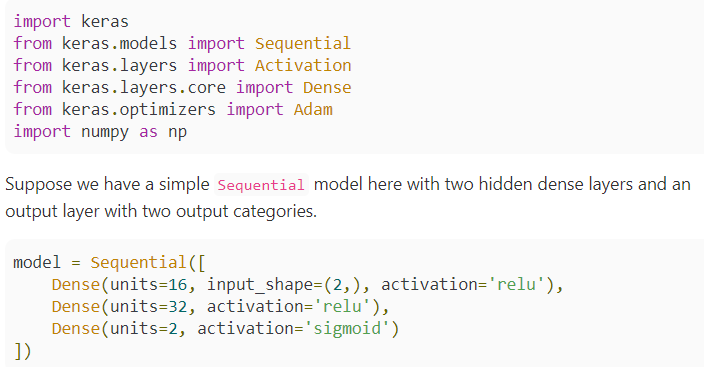 import keras
from keras.models import Sequential
from keras.layers import Activation
from keras.layers.core import Dense
from keras.optimizers import Adam
import numpy as np
Suppose we have a simple Sequential model here with two hidden dense layers and an
output layer with two output categories.
model = Sequential([
    Dense(units=16, input_shape=(2,), activation='relu'),
    Dense(units=32, activation='relu'),
    Dense(units=2, activation='sigmoid')
])